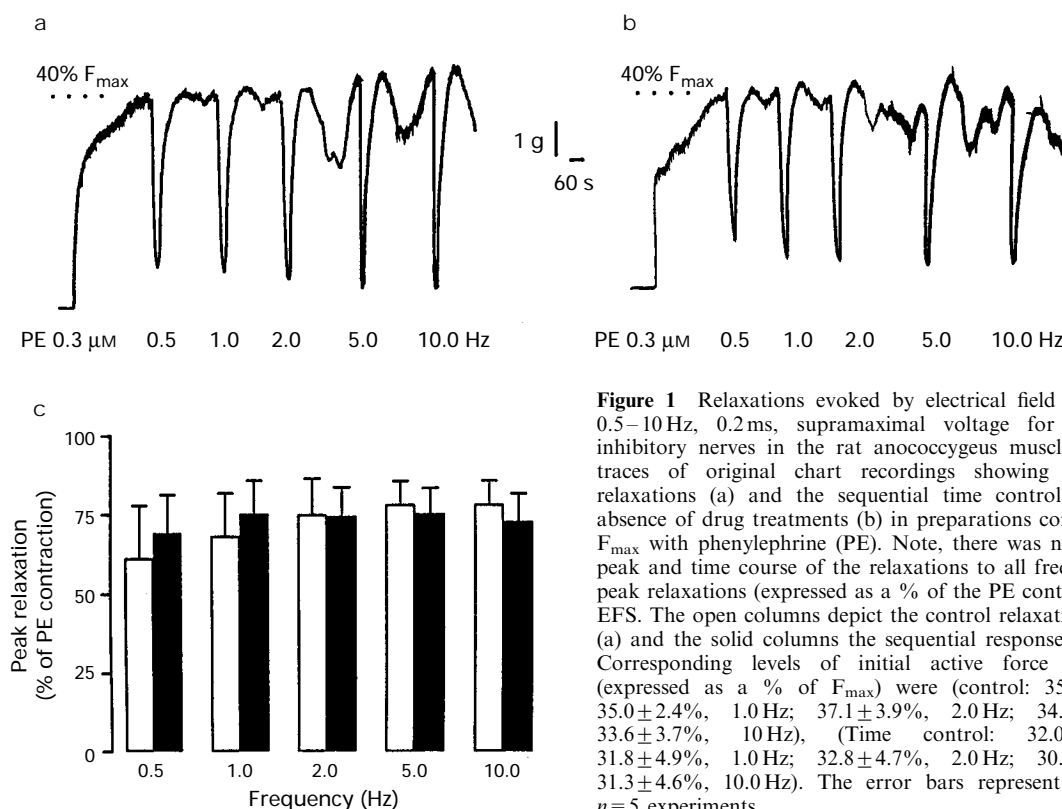 a
40% Fmax
PE 0.3 μM 0.5 1.0 2.0 5.0 10.0 Hz
1 g
60 s
b
40% Fmax
PE 0.3 μM 0.5 1.0 2.0 5.0 10.0 Hz
c
Peak relaxation
(% of PE contraction)
100
75
50
25
0
0.5 1.0 2.0 5.0 10.0
Frequency (Hz)
Figure 1 Relaxations evoked by electrical field
0.5–10 Hz, 0.2 ms, supramaximal voltage for
inhibitory nerves in the rat anococcygeus muscl
traces of original chart recordings showing
relaxations (a) and the sequential time control
absence of drug treatments (b) in preparations co
Fmax with phenylephrine (PE). Note, there was n
peak and time course of the relaxations to all fre
peak relaxations (expressed as a % of the PE cont
EFS. The open columns depict the control relaxati
(a) and the solid columns the sequential response
Corresponding levels of initial active force
(expressed as a % of Fmax) were (control: 35
35.0±2.4%, 1.0 Hz; 37.1±3.9%, 2.0 Hz; 34.
33.6±3.7%, 10 Hz), (Time control: 32.0
31.8±4.9%, 1.0 Hz; 32.8±4.7%, 2.0 Hz; 30.
31.3±4.6%, 10.0 Hz). The error bars represent
n=5 experiments